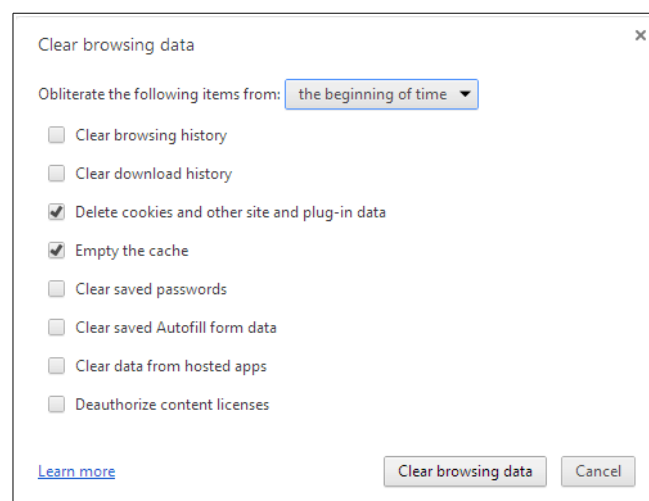 Clear browsing data
Obliterate the following items from: the beginning of time
Clear browsing history
Clear download history
Delete cookies and other site and plug-in data
Empty the cache
Clear saved passwords
Clear saved Autofill form data
Clear data from hosted apps
Deauthorize content licenses
Learn more Clear browsing data Cancel